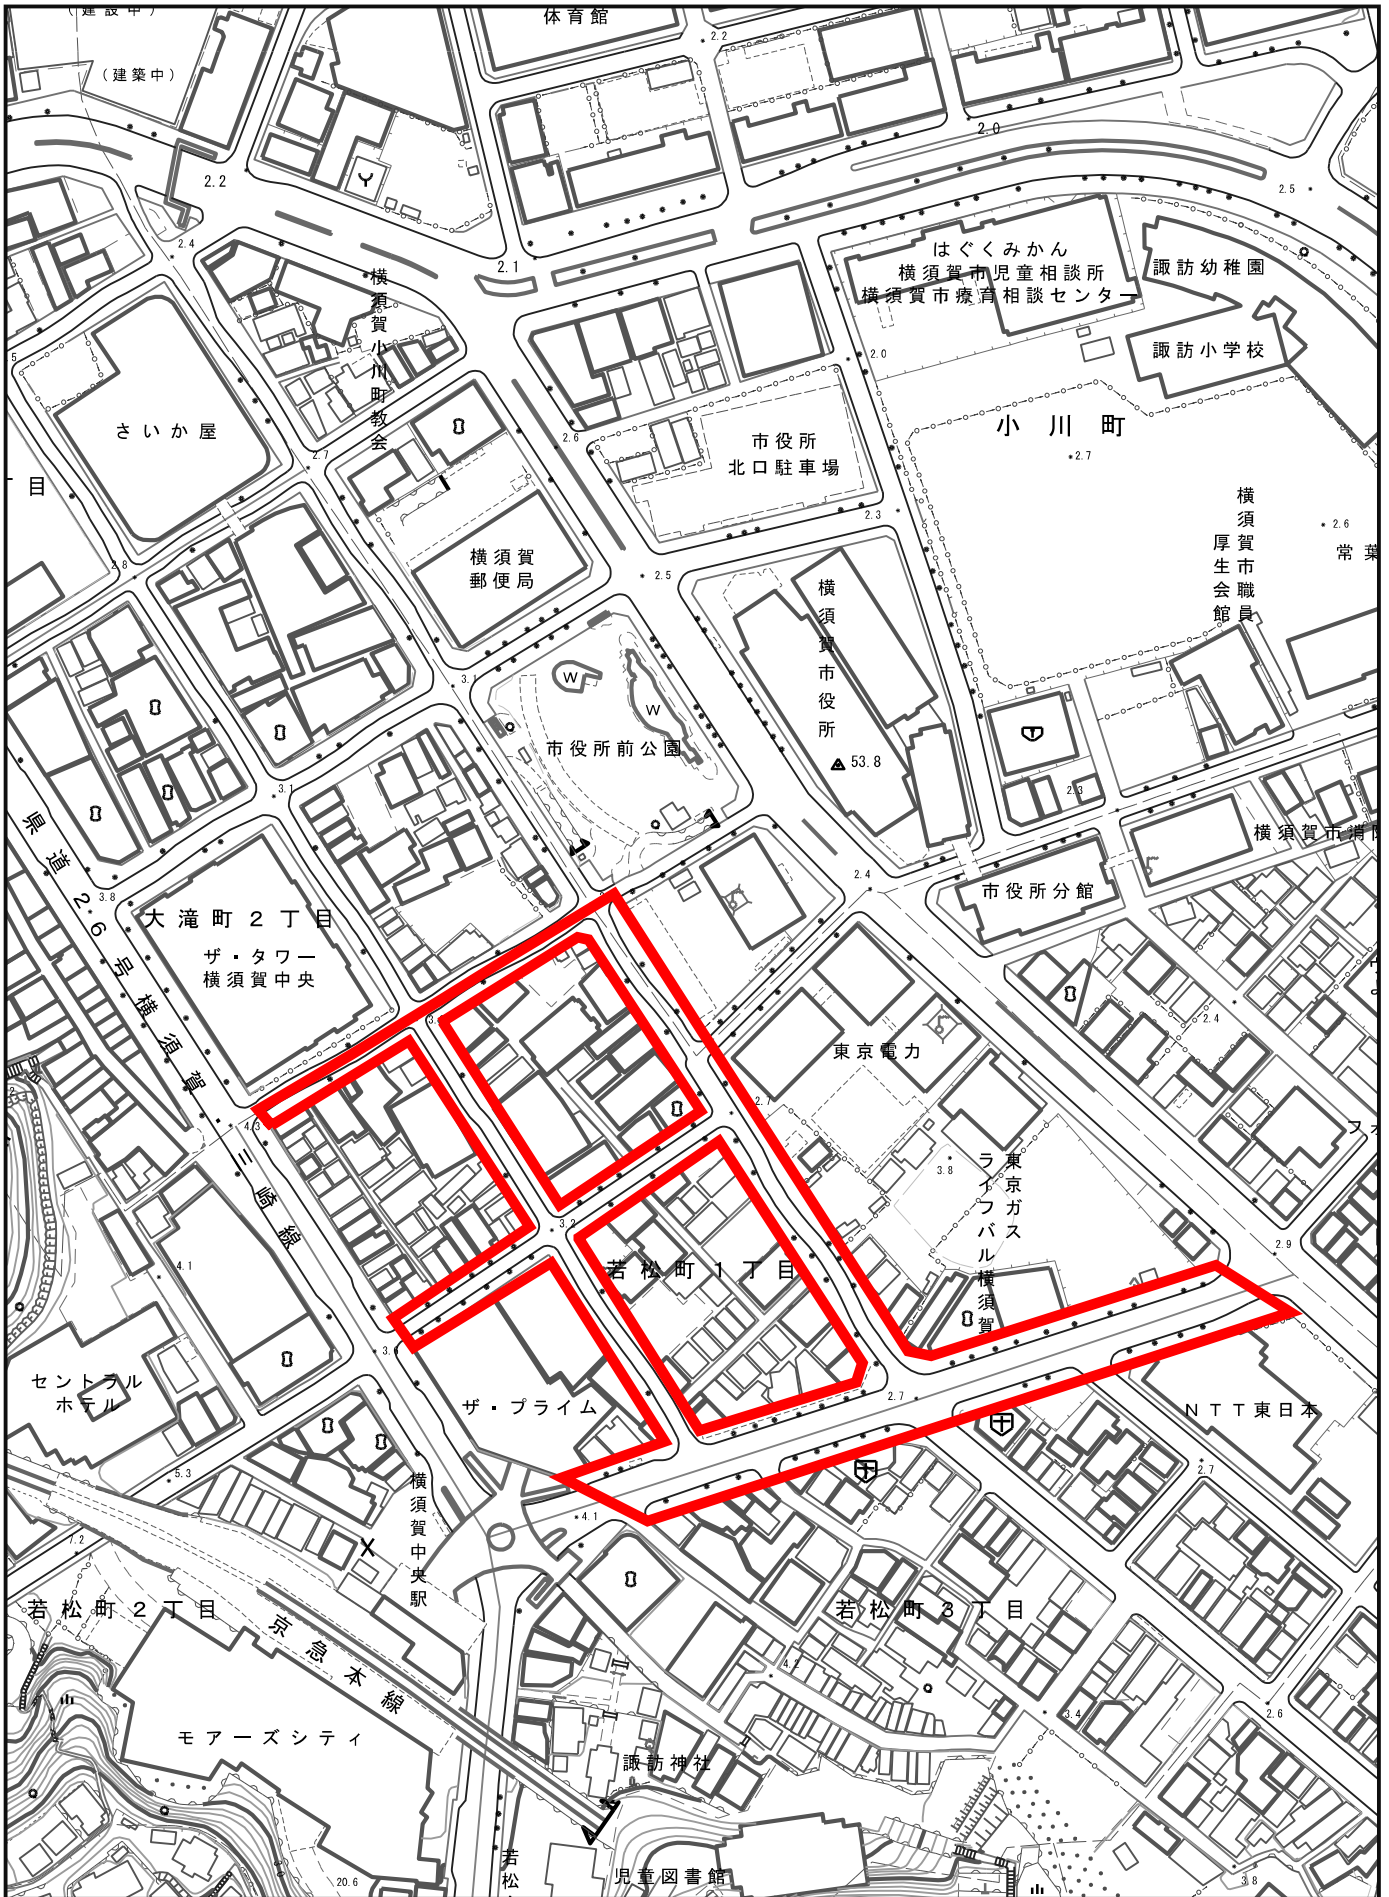 (建設中)
体育館
2.2
(建築中)
2.0
2.2
2.5
2.4
2.1
はぐくみかん
横須賀市児童相談所
横須賀市療育相談センター
諏訪幼稚園
横須賀小川町教会
諏訪小学校
2.0
さいか屋
小川町
2.6
市役所
北口駐車場
2.7
2.7
目
横須賀市職員
厚生会館
2.3
2.6
常葉
横須賀
郵便局
2.8
2.5
横須賀市役所
3.1
W
W
市役所前公園
53.8
3.1
2.3
県道26号横須賀三崎線
横須賀市消防
2.4
3.8
市役所分館
大滝町2丁目
ザ・タワー
横須賀中央
2.4
東京電力
2.7
4.3
3.8
東京ガス
ライフバル横須賀
フォ
3.2
2.9
4.1
若松町1丁目
セントラル
ホテル
2.7
ザ・プライム
NTT東日本
5.3
2.7
横須賀中央駅
4.1
7.2
若松町2丁目
京急本線
若松町3丁目
4.2
3.4
2.6
モアーズシティ
諏訪神社
若松
児童図書館
20.6
3.8